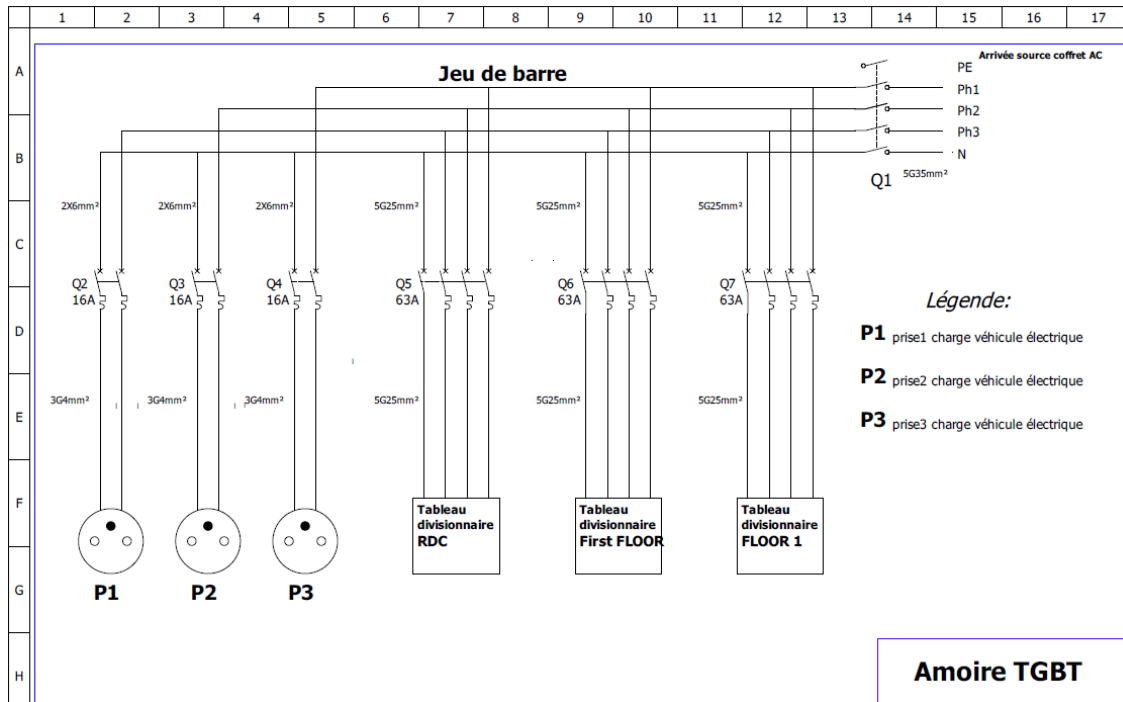 1 2 3 4 5 6 7 8 9 10 11 12 13 14 15 16 17
A
Arrivée source coffret AC
Jeu de barre
PE
Ph1
Ph2
Ph3
B
N
Q1
5G35mm²
2X6mm² 2X6mm² 2X6mm² 5G25mm² 5G25mm² 5G25mm²
C
Q2 Q3 Q4 Q5 Q6 Q7
16A 16A 16A 63A 63A 63A
Légende:
D
P1 prise1 charge véhicule électrique
P2 prise2 charge véhicule électrique
3G4mm² 3G4mm² 3G4mm² 5G25mm² 5G25mm² 5G25mm²
E
P3 prise3 charge véhicule électrique
F
Tableau
divisionnaire
RDC
Tableau
divisionnaire
First FLOOR
Tableau
divisionnaire
FLOOR 1
G
P1 P2 P3
H
Amoire TGBT